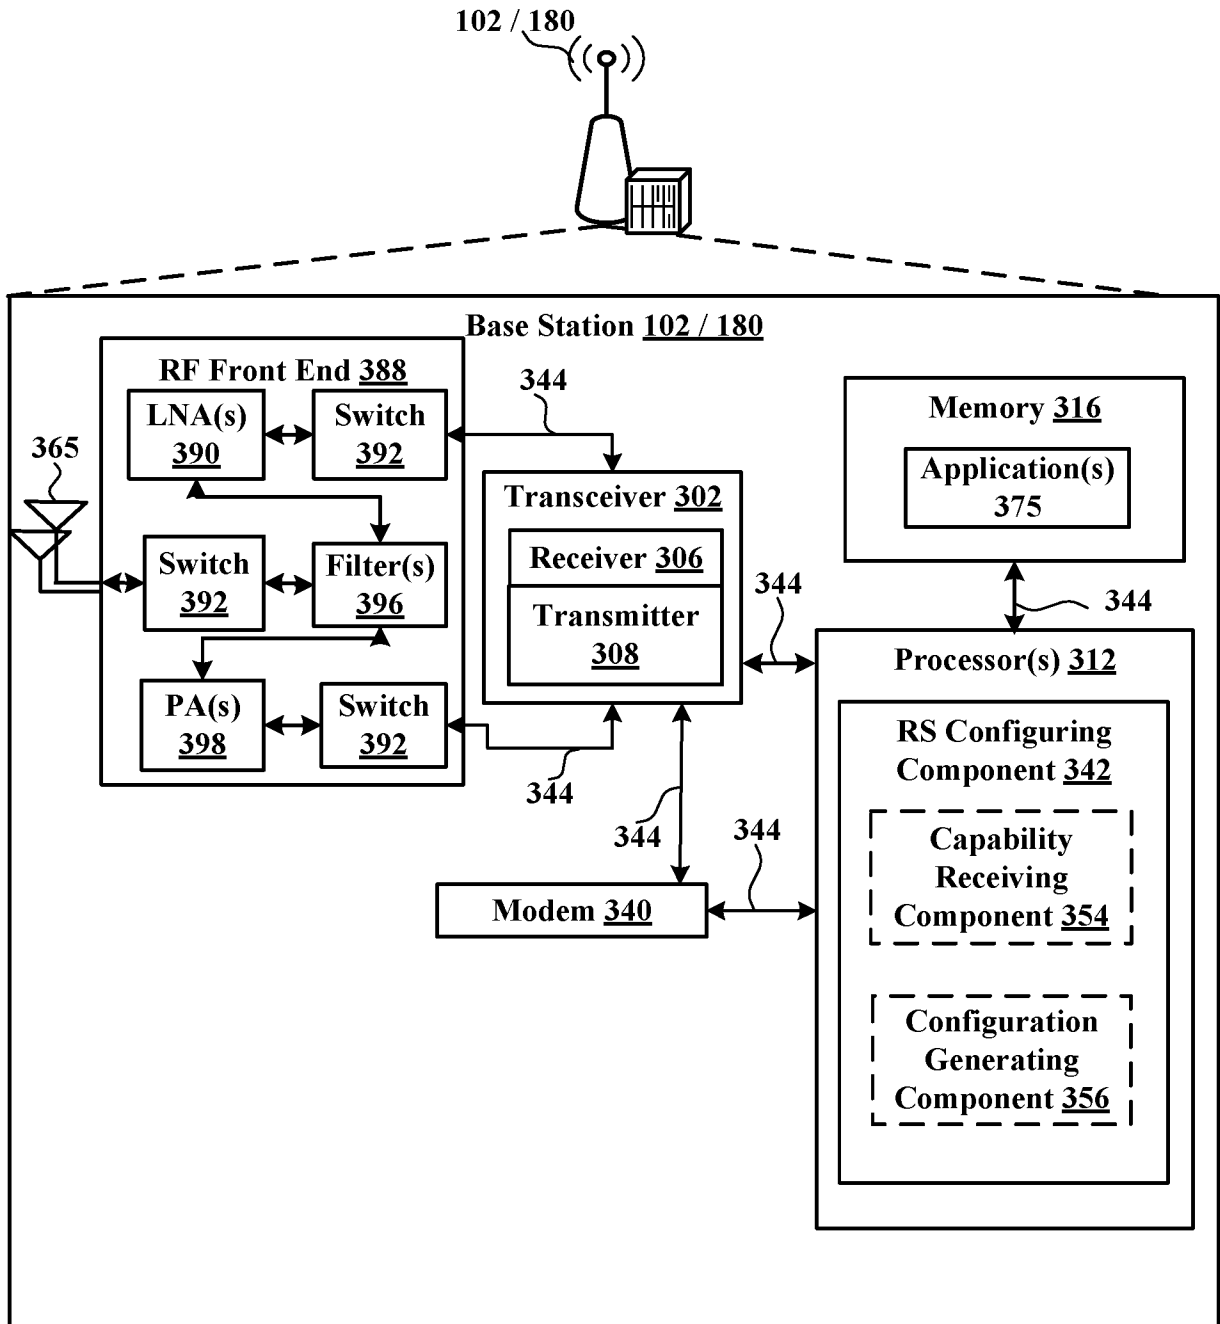 102 / 180
Base Station 102 / 180
RF Front End 388
LNA(s)
390
Switch
392
344
365
Switch
392
Filter(s)
396
PA(s)
398
Switch
392
344
Transceiver 302
Receiver 306
Transmitter
308
344
344
Modem 340
344
Memory 316
Application(s)
375
344
Processor(s) 312
RS Configuring
Component 342
Capability
Receiving
Component 354
Configuration
Generating
Component 356